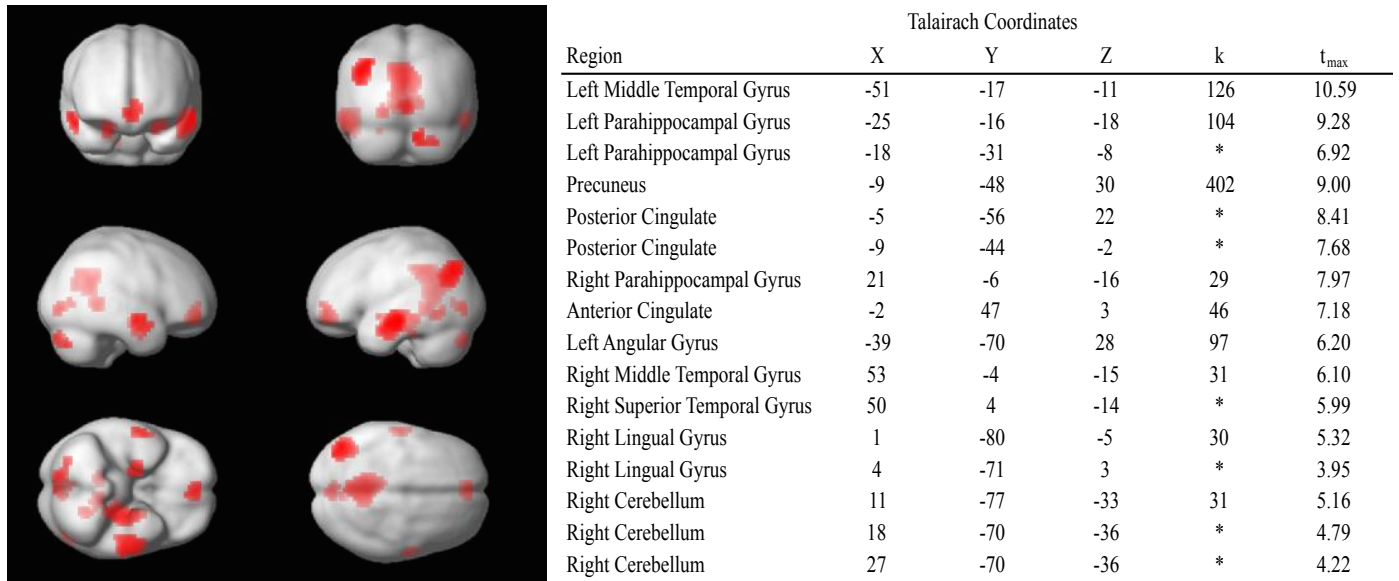 Talairach Coordinates
Region X Y Z k tmax
Left Middle Temporal Gyrus -51 -17 -11 126 10.59
Left Parahippocampal Gyrus -25 -16 -18 104 9.28
Left Parahippocampal Gyrus -18 -31 -8 * 6.92
Precuneus -9 -48 30 402 9.00
Posterior Cingulate -5 -56 22 * 8.41
Posterior Cingulate -9 -44 -2 * 7.68
Right Parahippocampal Gyrus 21 -6 -16 29 7.97
Anterior Cingulate -2 47 3 46 7.18
Left Angular Gyrus -39 -70 28 97 6.20
Right Middle Temporal Gyrus 53 -4 -15 31 6.10
Right Superior Temporal Gyrus 50 4 -14 * 5.99
Right Lingual Gyrus 1 -80 -5 30 5.32
Right Lingual Gyrus 4 -71 3 * 3.95
Right Cerebellum 11 -77 -33 31 5.16
Right Cerebellum 18 -70 -36 * 4.79
Right Cerebellum 27 -70 -36 * 4.22